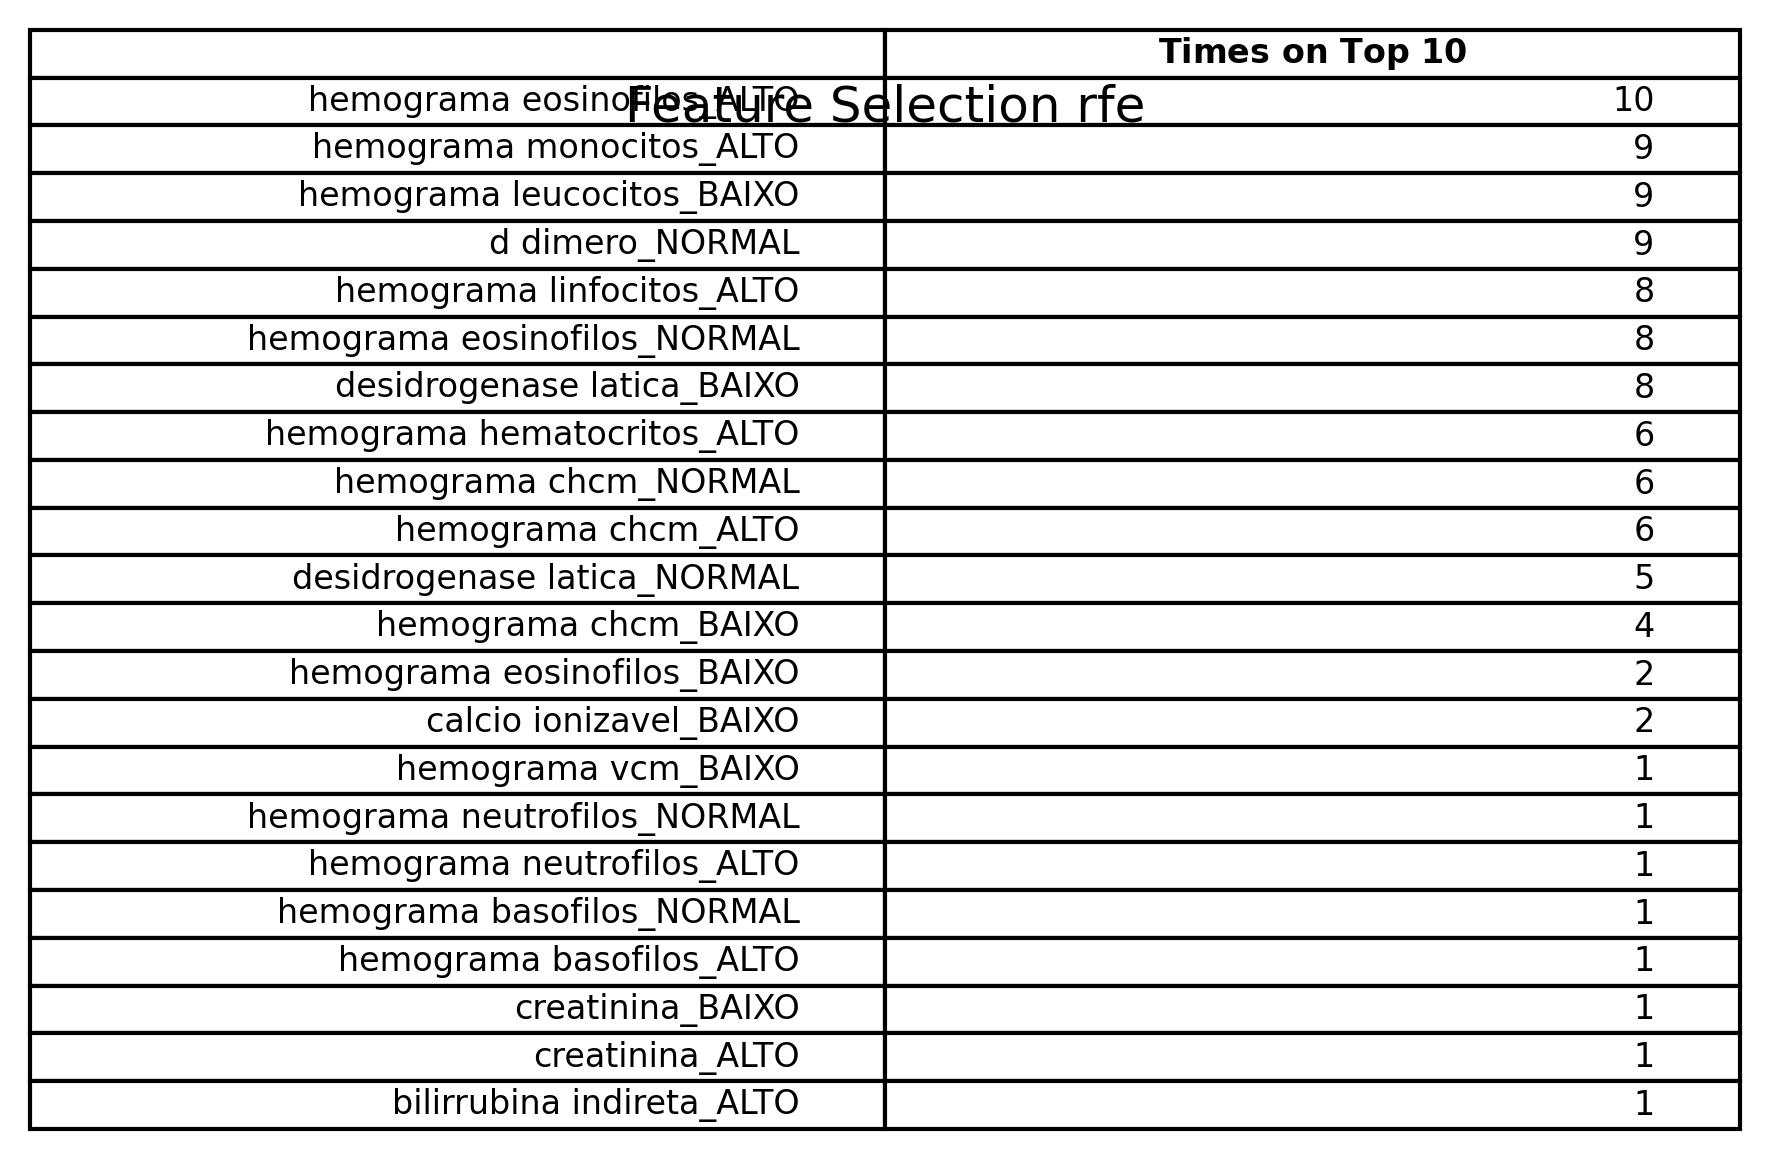 Times on Top 10
Feature Selection rfe
hemograma eosinofilos_ALTO 10
hemograma monocitos_ALTO 9
hemograma leucocitos_BAIXO 9
d dimero_NORMAL 9
hemograma linfocitos_ALTO 8
hemograma eosinofilos_NORMAL 8
desidrogenase latica_BAIXO 8
hemograma hematocritos_ALTO 6
hemograma chcm_NORMAL 6
hemograma chcm_ALTO 6
desidrogenase latica_NORMAL 5
hemograma chcm_BAIXO 4
hemograma eosinofilos_BAIXO 2
calcio ionizavel_BAIXO 2
hemograma vcm_BAIXO 1
hemograma neutrofilos_NORMAL 1
hemograma neutrofilos_ALTO 1
hemograma basofilos_NORMAL 1
hemograma basofilos_ALTO 1
creatinina_BAIXO 1
creatinina_ALTO 1
bilirrubina indireta_ALTO 1